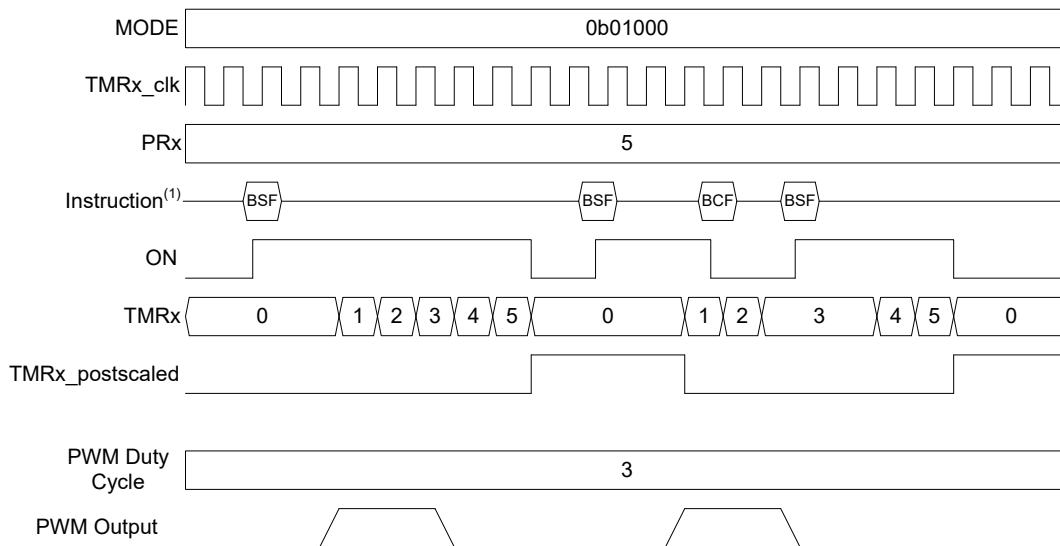 MODE
0b01000
TMRx_clk
PRx
5
Instruction(1)
BSF
BSF
BCF
BSF
ON
TMRx
0
1
2
3
4
5
0
1
2
3
4
5
0
TMRx_postscaled
PWM Duty
Cycle
3
PWM Output